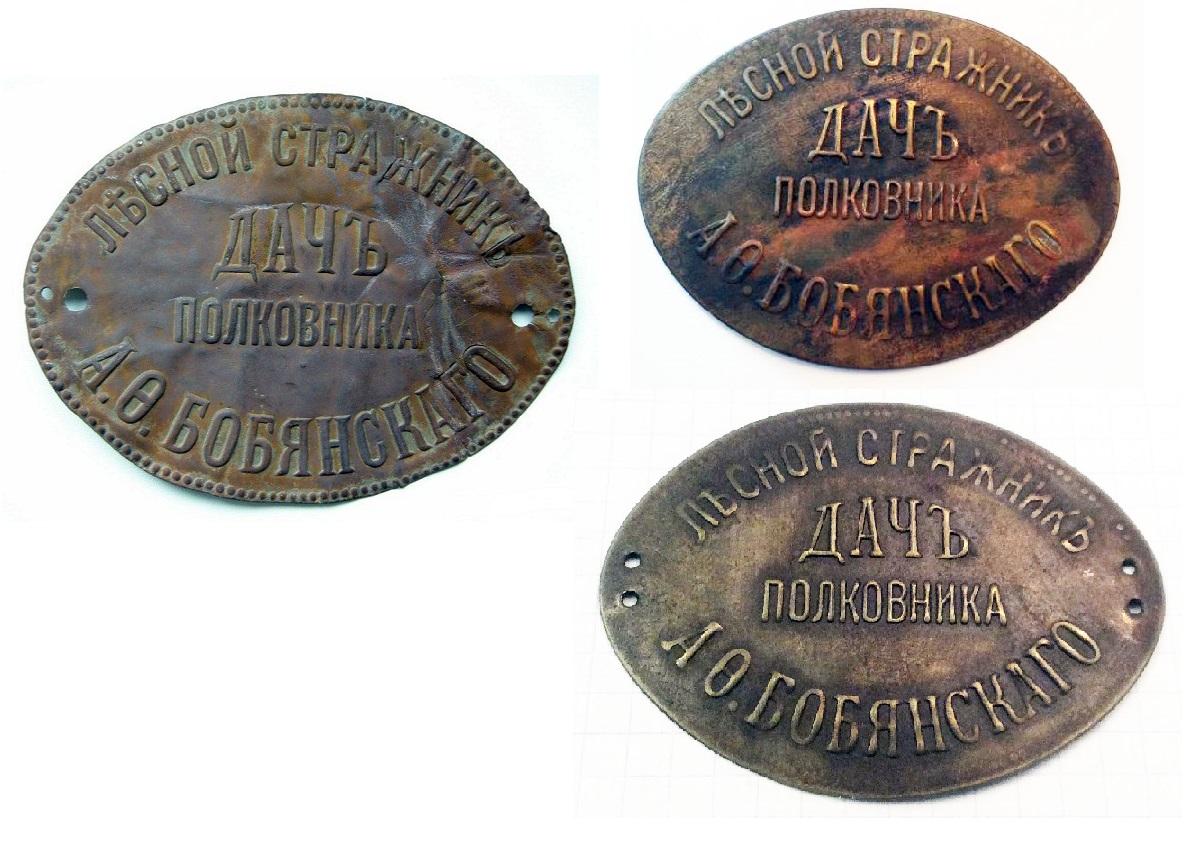 ЛѢСНОЙ СТРАЖНИКЪ
ДАЧЪ
ПОЛКОВНИКА
А.Ѳ.БОБЯНСКАГО
ЛѢСНОЙ СТРАЖНИКЪ
ДАЧЪ
ПОЛКОВНИКА
А.Ѳ.БОБЯНСКАГО
ЛѢСНОЙ СТРАЖНИКЪ
ДАЧЪ
ПОЛКОВНИКА
А.Ѳ.БОБЯНСКАГО